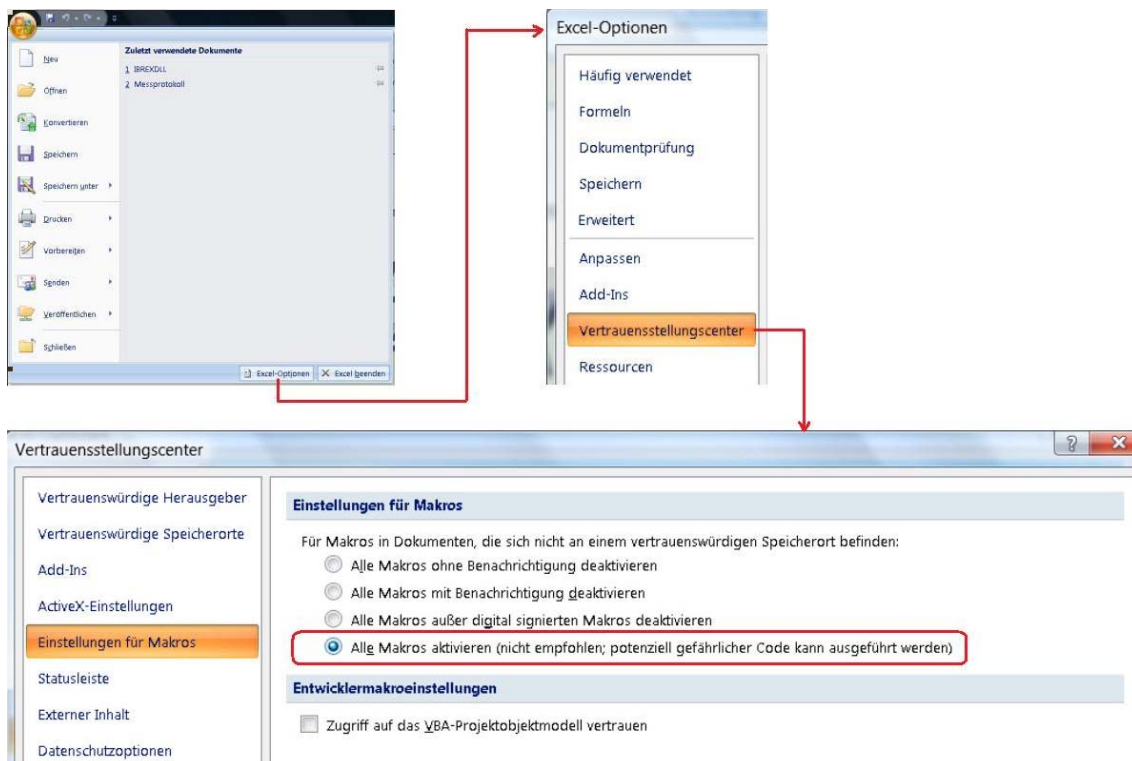 Zuletzt verwendete Dokumente
1 IBREXDLL
2 Messprotokoll
Neu
Öffnen
Konvertieren
Speichern
Speichern unter
Drucken
Vorbereiten
Senden
Veröffentlichen
Schließen
Excel-Optionen
Excel beenden
Excel-Optionen
Häufig verwendet
Formeln
Dokumentprüfung
Speichern
Erweitert
Anpassen
Add-Ins
Vertrauensstellungscenter
Ressourcen
Vertrauensstellungscenter
Vertrauenswürdige Herausgeber
Vertrauenswürdige Speicherorte
Add-Ins
ActiveX-Einstellungen
Einstellungen für Makros
Statusleiste
Externer Inhalt
Datenschutzoptionen
Einstellungen für Makros
Für Makros in Dokumenten, die sich nicht an einem vertrauenswürdigen Speicherort befinden:
Alle Makros ohne Benachrichtigung deaktivieren
Alle Makros mit Benachrichtigung deaktivieren
Alle Makros außer digital signierten Makros deaktivieren
Alle Makros aktivieren (nicht empfohlen; potenziell gefährlicher Code kann ausgeführt werden)
Entwicklermakroeinstellungen
Zugriff auf das VBA-Projektobjektmodell vertrauen